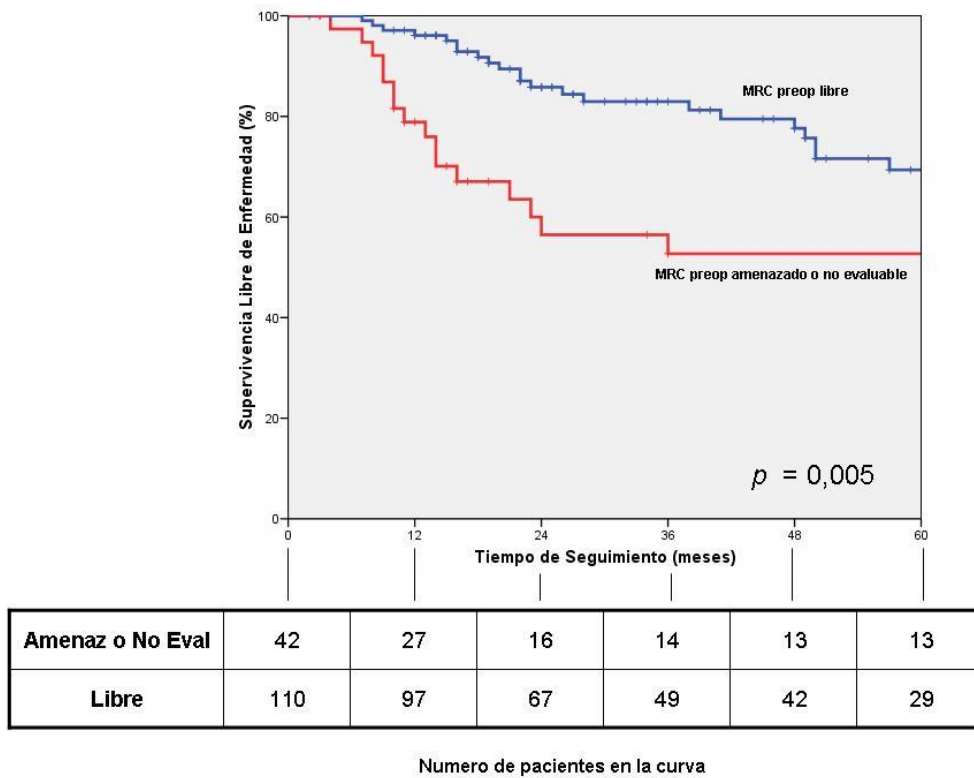 100
80
60
40
20
0
Supervivencia Libre de Enfermedad (%)
MRC preop libre
MRC preop amenazado o no evaluable
p = 0,005
0 12 24 36 48 60
Tiempo de Seguimiento (meses)
Amenaz o No Eval 42 27 16 14 13 13
Libre 110 97 67 49 42 29
Numero de pacientes en la curva